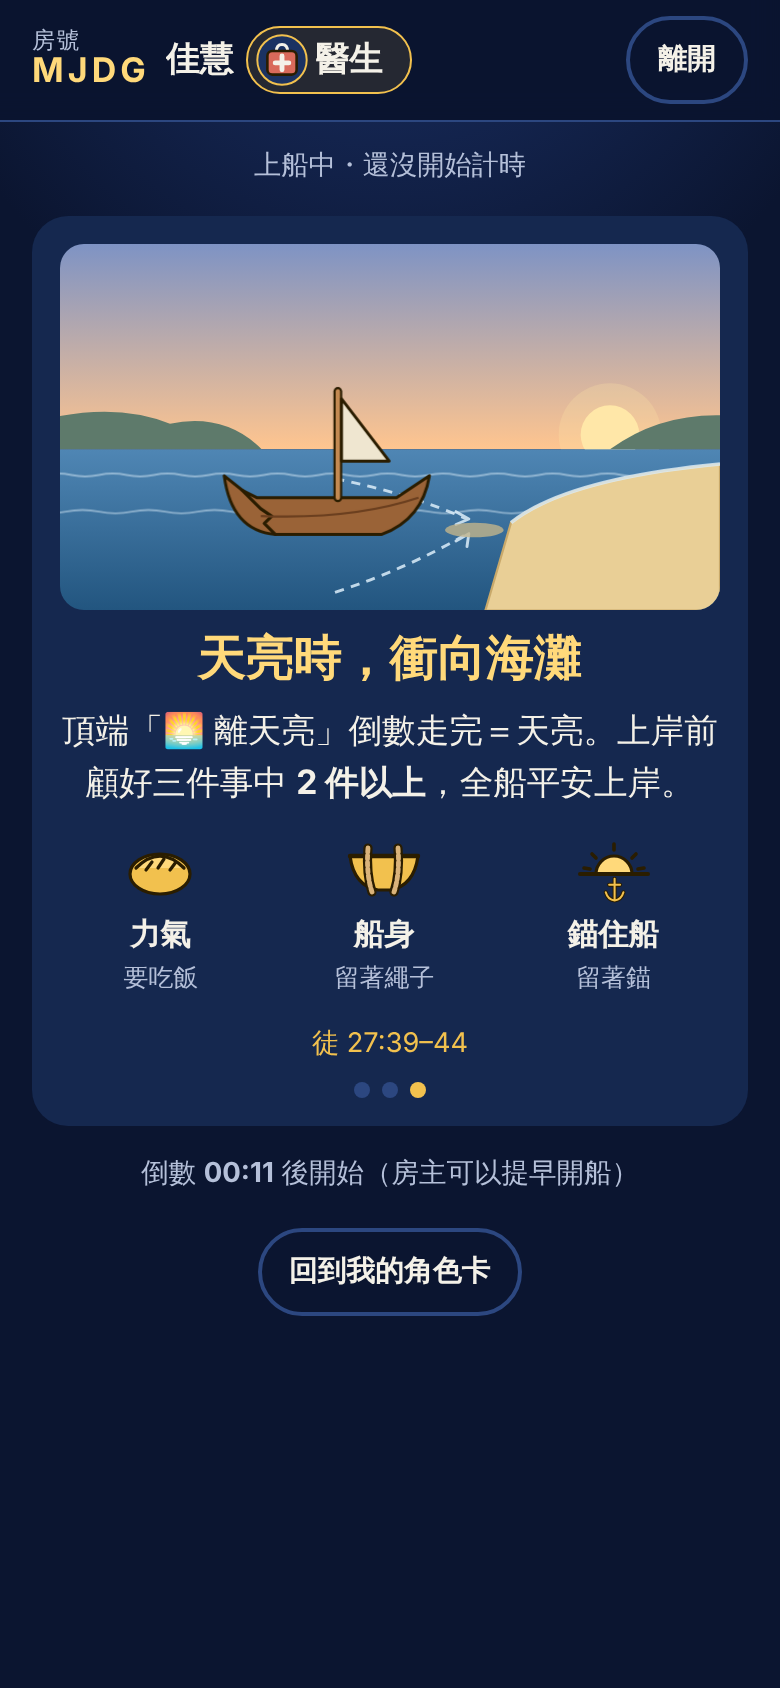 房號
MJDG 佳慧 醫生 離開
上船中・還沒開始計時
天亮時，衝向海灘
頂端「🌅 離天亮」倒數走完＝天亮。上岸前
顧好三件事中 2 件以上，全船平安上岸。
力氣 船身 錨住船
要吃飯 留著繩子 留著錨
徒 27:39–44
倒數 00:11 後開始（房主可以提早開船）
回到我的角色卡